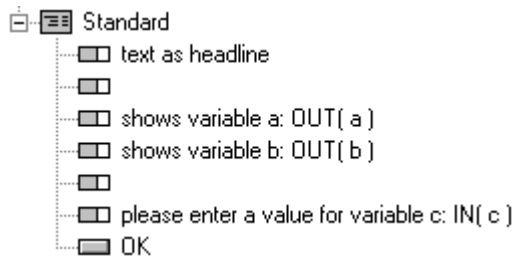 Standard
text as headline
shows variable a: OUT( a )
shows variable b: OUT( b )
please enter a value for variable c: IN( c )
OK